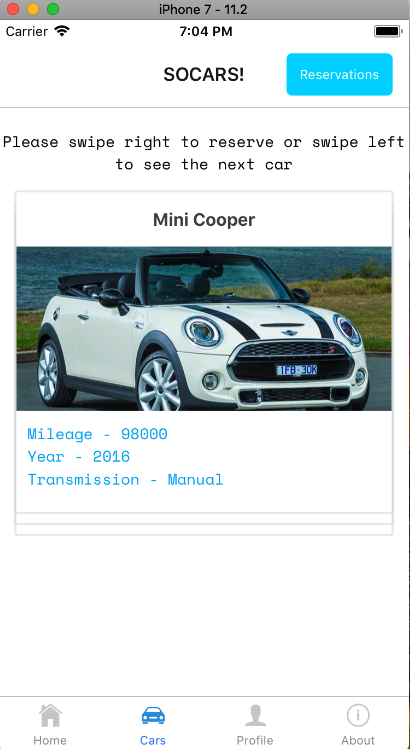 iPhone 7 - 11.2
Carrier 7:04 PM
SOCARS!
Reservations
Please swipe right to reserve or swipe left
to see the next car
Mini Cooper
1FB-3OK
Mileage - 98000
Year - 2016
Transmission - Manual
Home Cars Profile About